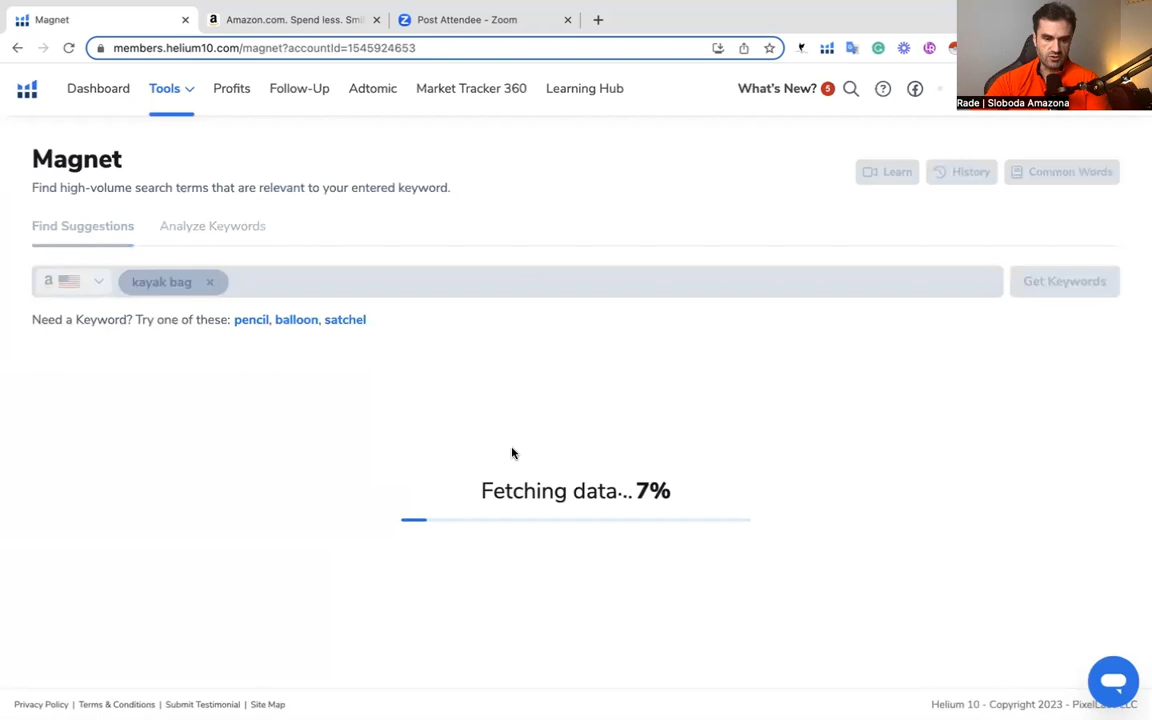 Magnet
Amazon.com. Spend less. Smi
Post Attendee - Zoom
members.helium10.com/magnet?accountId=1545924653
Dashboard
Tools
Profits
Follow-Up
Adtomic
Market Tracker 360
Learning Hub
What's New? 5
Rade | Sloboda Amazona
Magnet
Find high-volume search terms that are relevant to your entered keyword.
Learn
History
Common Words
Find Suggestions
Analyze Keywords
a
kayak bag ×
Get Keywords
Need a Keyword? Try one of these: pencil, balloon, satchel
Fetching data... 7%
Privacy Policy | Terms & Conditions | Submit Testimonial | Site Map
Helium 10 - Copyright 2023 - Pixel LLC